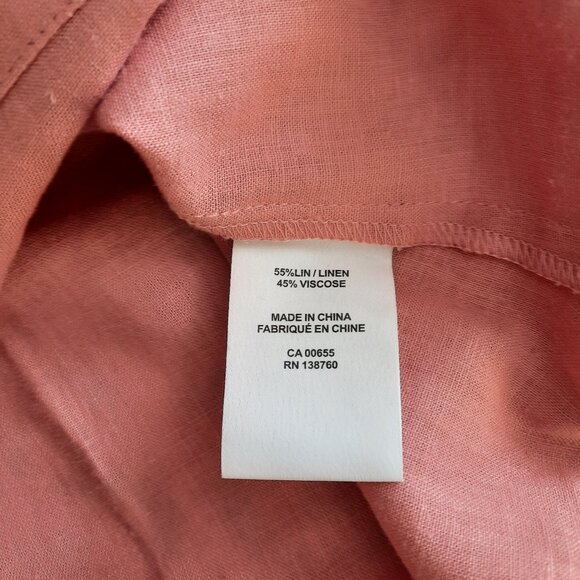 55%LIN / LINEN
45% VISCOSE
MADE IN CHINA
FABRIQUÉ EN CHINE
CA 00655
RN 138760